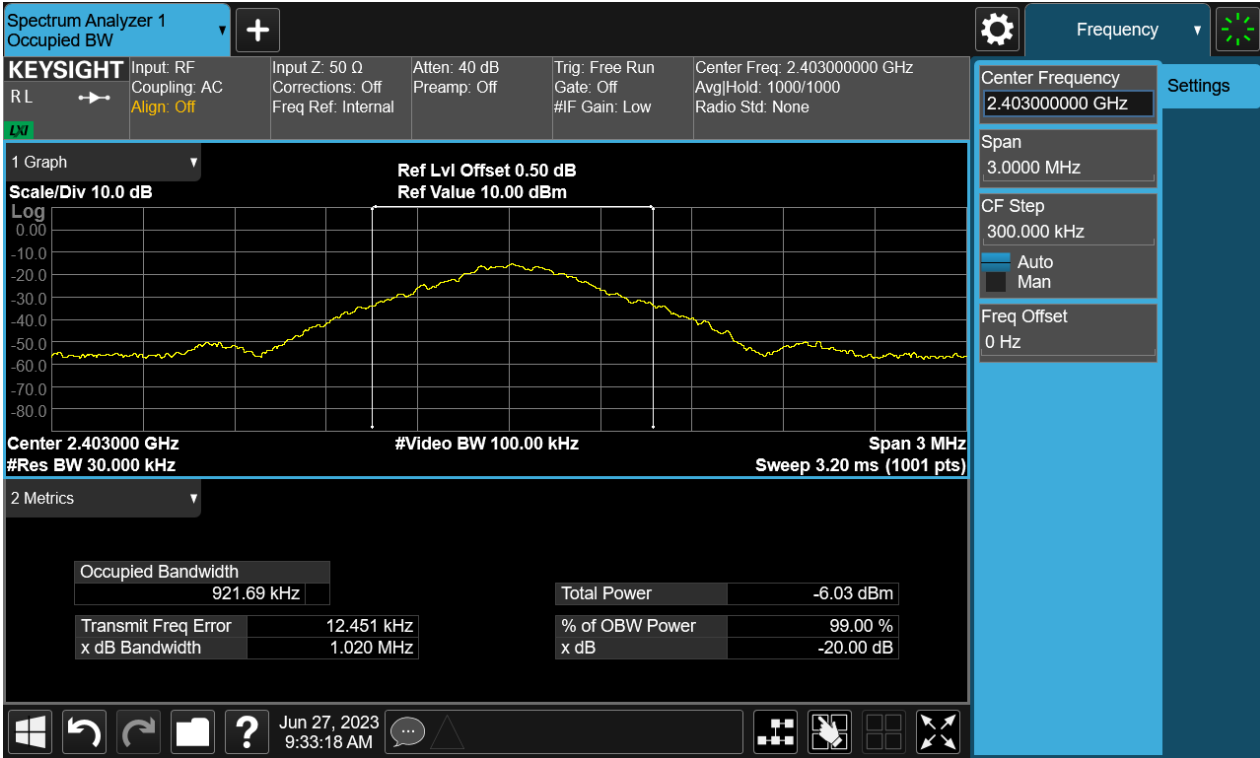 Spectrum Analyzer 1
Occupied BW
+
Frequency
KEYSIGHT
R L
LXI
Input: RF
Coupling: AC
Align: Off
Input Z: 50 Ω
Corrections: Off
Freq Ref: Internal
Atten: 40 dB
Preamp: Off
Trig: Free Run
Gate: Off
#IF Gain: Low
Center Freq: 2.403000000 GHz
Avg|Hold: 1000/1000
Radio Std: None
Center Frequency
2.403000000 GHz
Settings
Span
3.0000 MHz
CF Step
300.000 kHz
Auto
Man
Freq Offset
0 Hz
1 Graph
Scale/Div 10.0 dB
Ref Lvl Offset 0.50 dB
Ref Value 10.00 dBm
Log
0.00
-10.0
-20.0
-30.0
-40.0
-50.0
-60.0
-70.0
-80.0
Center 2.403000 GHz
#Video BW 100.00 kHz
Span 3 MHz
#Res BW 30.000 kHz
Sweep 3.20 ms (1001 pts)
2 Metrics
Occupied Bandwidth
921.69 kHz
Total Power -6.03 dBm
Transmit Freq Error 12.451 kHz
% of OBW Power 99.00 %
x dB Bandwidth 1.020 MHz
x dB -20.00 dB
?
Jun 27, 2023
9:33:18 AM
...